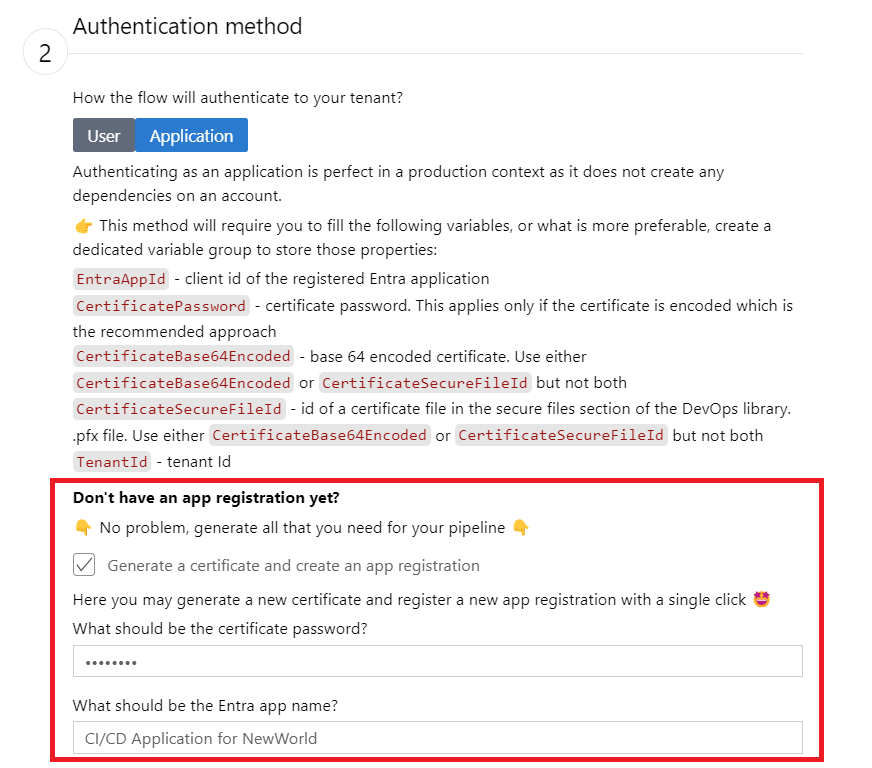 Authentication method
2
How the flow will authenticate to your tenant?
User Application
Authenticating as an application is perfect in a production context as it does not create any
dependencies on an account.
👉 This method will require you to fill the following variables, or what is more preferable, create a
dedicated variable group to store those properties:
EntraAppId - client id of the registered Entra application
CertificatePassword - certificate password. This applies only if the certificate is encoded which is
the recommended approach
CertificateBase64Encoded - base 64 encoded certificate. Use either
CertificateBase64Encoded or CertificateSecureFileId but not both
CertificateSecureFileId - id of a certificate file in the secure files section of the DevOps library.
.pfx file. Use either CertificateBase64Encoded or CertificateSecureFileId but not both
TenantId - tenant Id
Don't have an app registration yet?
👇 No problem, generate all that you need for your pipeline 👇
Generate a certificate and create an app registration
Here you may generate a new certificate and register a new app registration with a single click 🤩
What should be the certificate password?
••••••••
What should be the Entra app name?
CI/CD Application for NewWorld